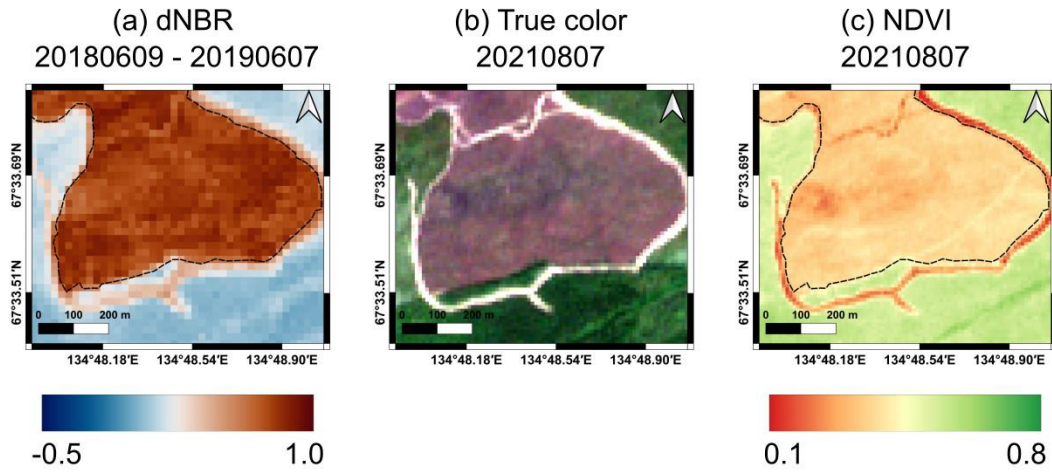 (a) dNBR
20180609 - 20190607
(b) True color
20210807
(c) NDVI
20210807
67°33.69'N
67°33.51'N
0 100 200 m
134°48.18'E 134°48.54'E 134°48.90'E
67°33.69'N
67°33.51'N
0 100 200 m
134°48.18'E 134°48.54'E 134°48.90'E
67°33.69'N
67°33.51'N
0 100 200 m
134°48.18'E 134°48.54'E 134°48.90'E
-0.5 1.0
0.1 0.8